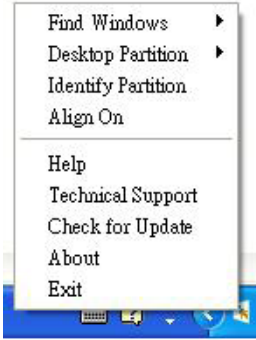 Find Windows
Desktop Partition
Identify Partition
Align On
Help
Technical Support
Check for Update
About
Exit